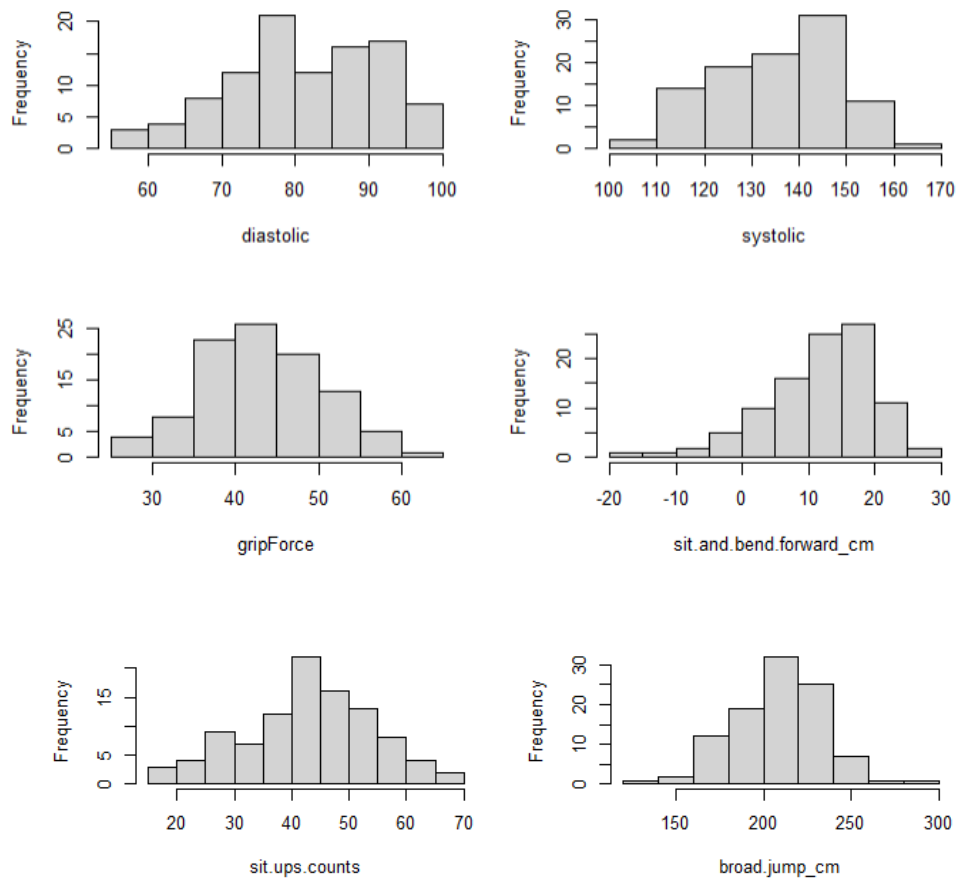 Frequency
0 5 10 20
60 70 80 90 100
diastolic
Frequency
0 10 20 30
100 110 120 130 140 150 160 170
systolic
Frequency
0 5 15 25
30 40 50 60
gripForce
Frequency
0 10 20
-20 -10 0 10 20 30
sit.and.bend.forward_cm
Frequency
0 5 15
20 30 40 50 60 70
sit.ups.counts
Frequency
0 10 20 30
150 200 250 300
broad.jump_cm